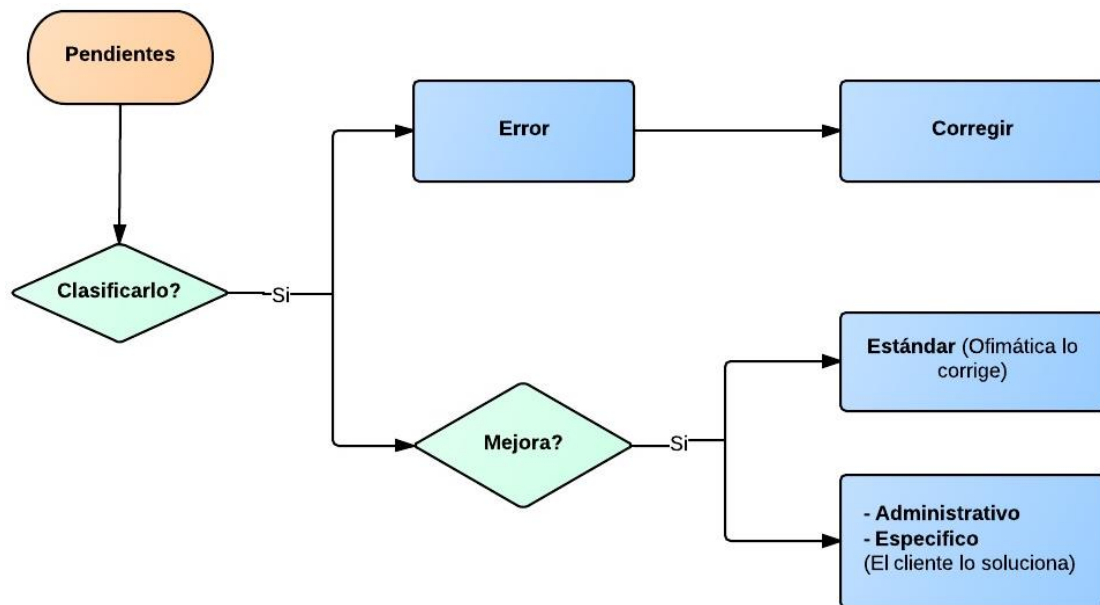 Pendientes
Error
Corregir
Clasificarlo?
Si
Estándar (Ofimática lo
corrige)
Mejora?
Si
- Administrativo
- Especifico
(El cliente lo soluciona)